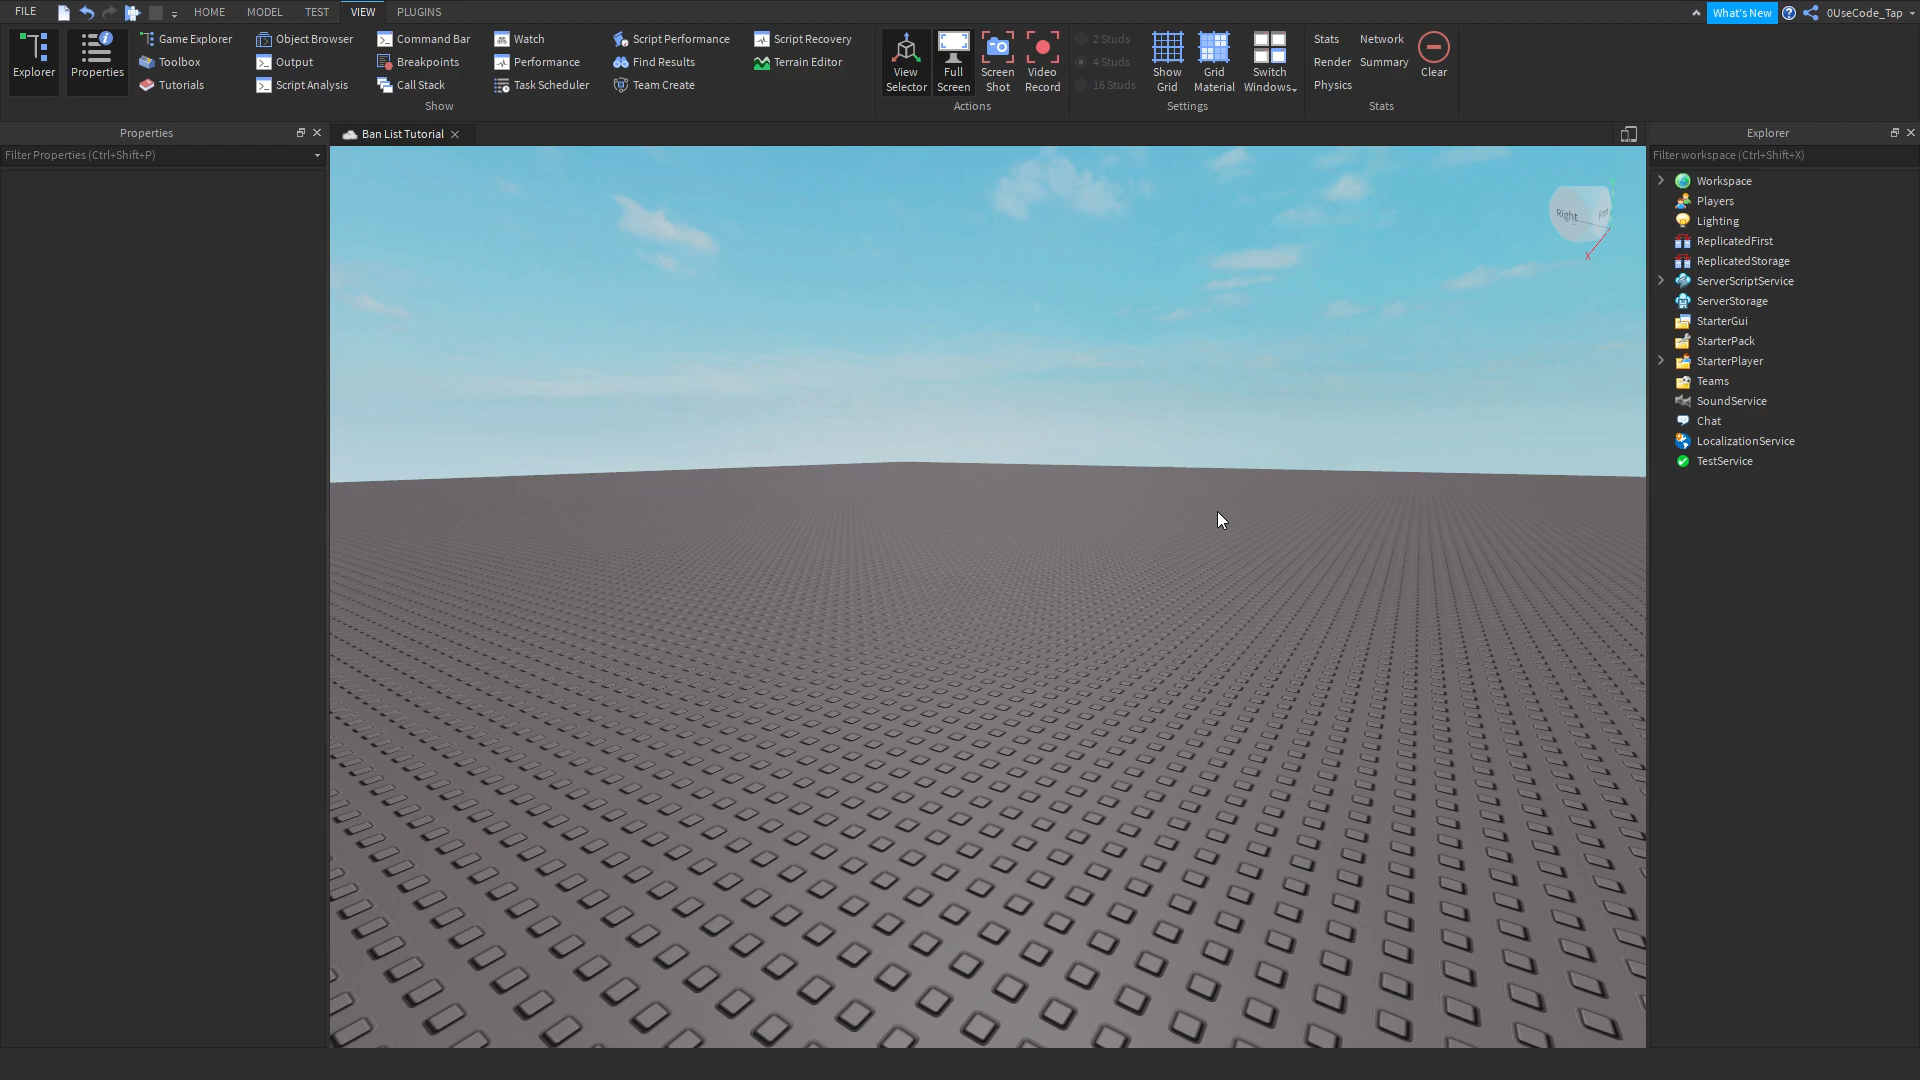 FILE HOME MODEL TEST VIEW PLUGINS What's New 0UseCode_Tap
Explorer
Properties
Game Explorer
Toolbox
Tutorials
Object Browser
Output
Script Analysis
Command Bar
Breakpoints
Call Stack
Watch
Performance
Task Scheduler
Script Performance
Find Results
Team Create
Script Recovery
Terrain Editor
Show
View
Selector
Full
Screen
Screen
Shot
Video
Record
Actions
2 Studs
4 Studs
16 Studs
Show
Grid
Grid
Material
Switch
Windows
Settings
Stats
Render
Physics
Network
Summary
Clear
Stats
Properties
Filter Properties (Ctrl+Shift+P)
Ban List Tutorial
Right
X
Explorer
Filter workspace (Ctrl+Shift+X)
Workspace
Players
Lighting
ReplicatedFirst
ReplicatedStorage
ServerScriptService
ServerStorage
StarterGui
StarterPack
StarterPlayer
Teams
SoundService
Chat
LocalizationService
TestService